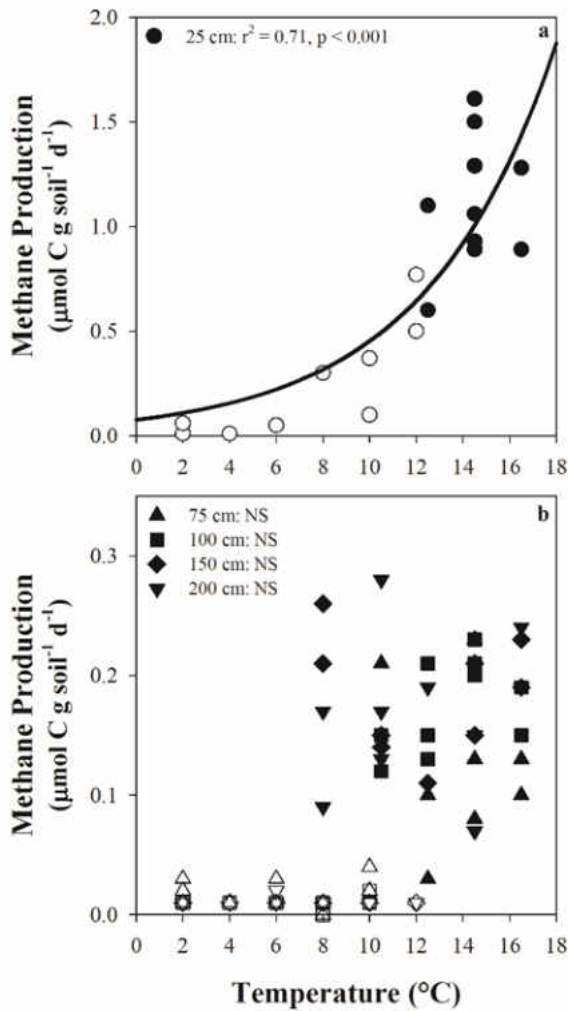 2.0
25 cm: r² = 0.71, p < 0.001
a
1.5
1.0
0.5
0.0
Methane Production
(μmol C g soil⁻¹ d⁻¹)
0 2 4 6 8 10 12 14 16 18
75 cm: NS
b
100 cm: NS
150 cm: NS
200 cm: NS
0.3
0.2
0.1
0.0
Methane Production
(μmol C g soil⁻¹ d⁻¹)
0 2 4 6 8 10 12 14 16 18
Temperature (°C)